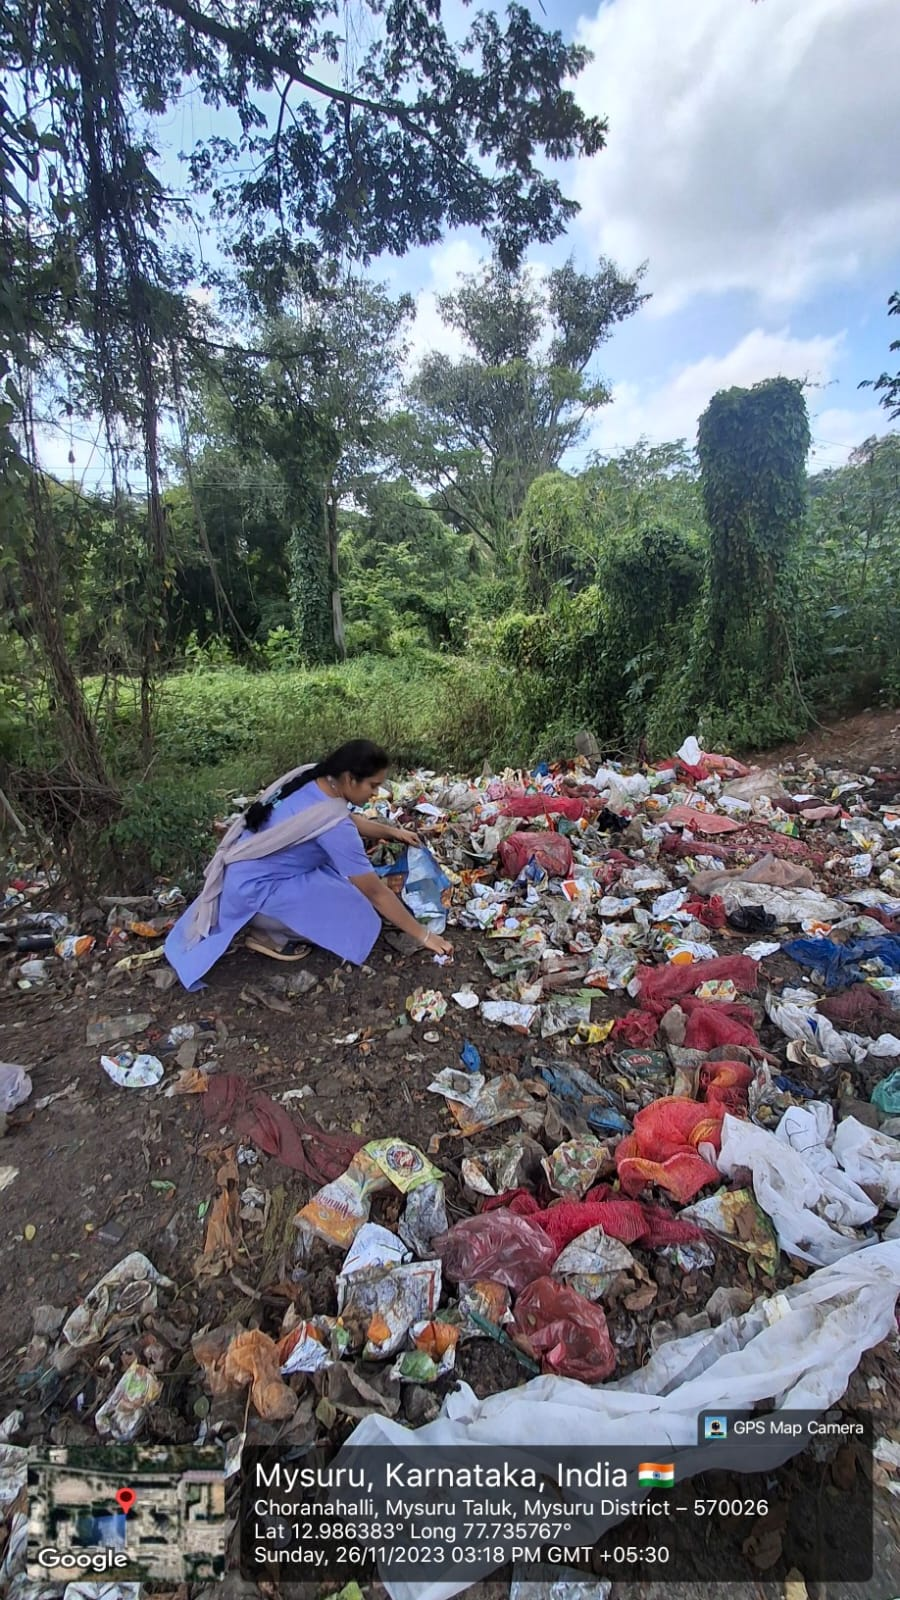 GPS Map Camera
Mysuru, Karnataka, India
Choranahalli, Mysuru Taluk, Mysuru District – 570026
Lat 12.986383° Long 77.735767°
Sunday, 26/11/2023 03:18 PM GMT +05:30
Google